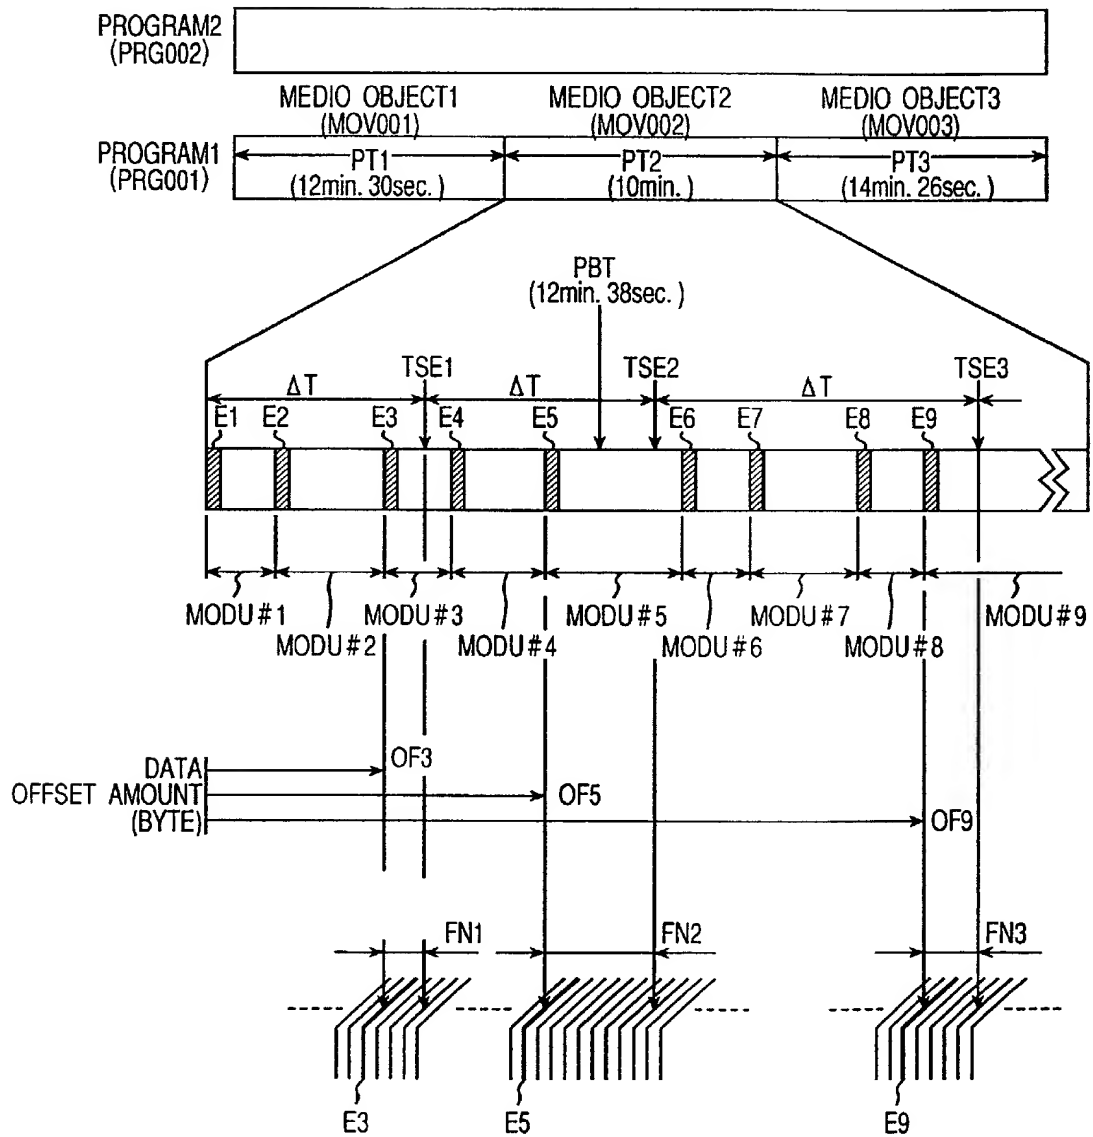 PROGRAM2
(PRG002)
MEDIO OBJECT1
(MOV001)
MEDIO OBJECT2
(MOV002)
MEDIO OBJECT3
(MOV003)
PROGRAM1
(PRG001)
PT1
(12min. 30sec.)
PT2
(10min.)
PT3
(14min. 26sec.)
PBT
(12min. 38sec.)
TSE1
TSE2
TSE3
ΔT
ΔT
ΔT
E1
E2
E3
E4
E5
E6
E7
E8
E9
MODU#1
MODU#2
MODU#3
MODU#4
MODU#5
MODU#6
MODU#7
MODU#8
MODU#9
DATA
OFFSET AMOUNT
(BYTE)
OF3
OF5
OF9
FN1
FN2
FN3
E3
E5
E9